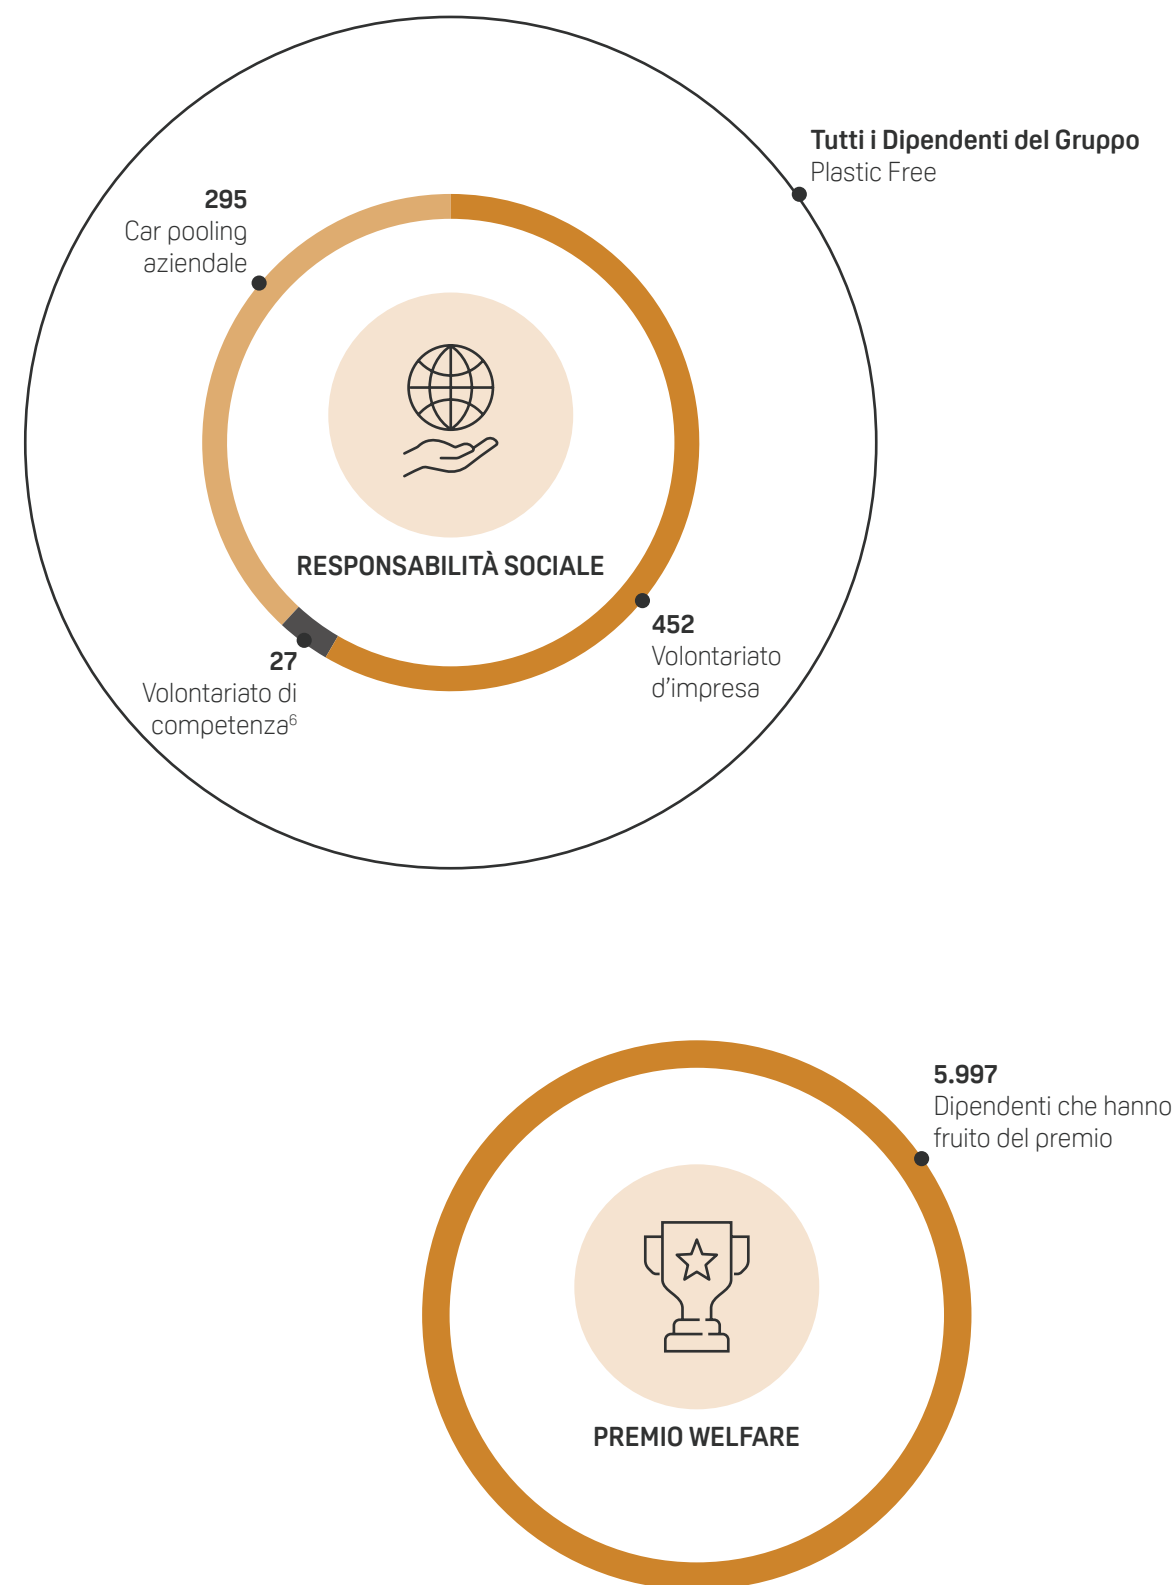 Tutti i Dipendenti del Gruppo
Plastic Free
295
Car pooling
aziendale
RESPONSABILITÀ SOCIALE
452
Volontariato
d'impresa
27
Volontariato di
competenza⁶
5.997
Dipendenti che hanno
fruito del premio
PREMIO WELFARE